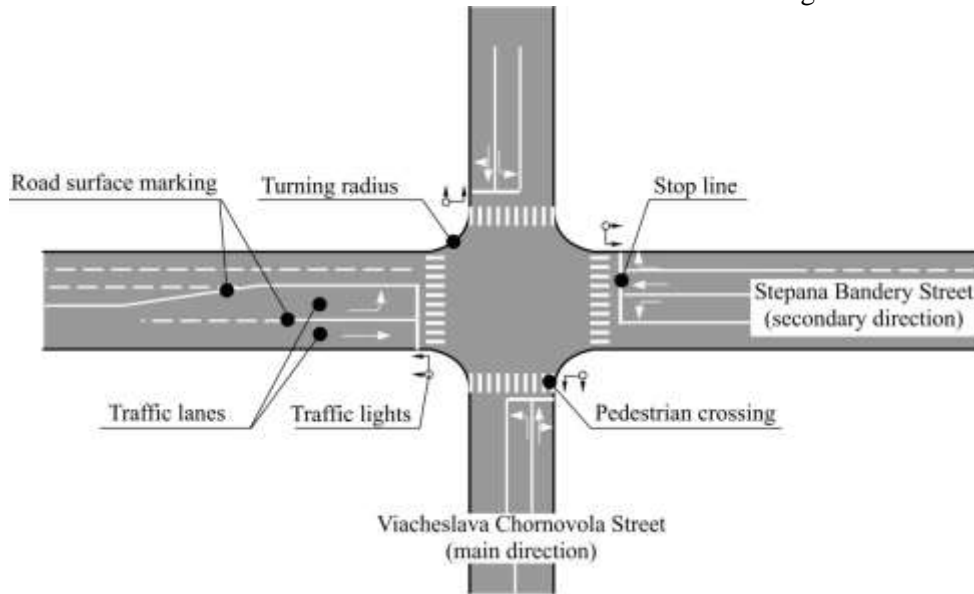 Road surface marking
Turning radius
Stop line
Stepana Bandery Street
(secondary direction)
Traffic lanes
Traffic lights
Pedestrian crossing
Viacheslava Chornovola Street
(main direction)